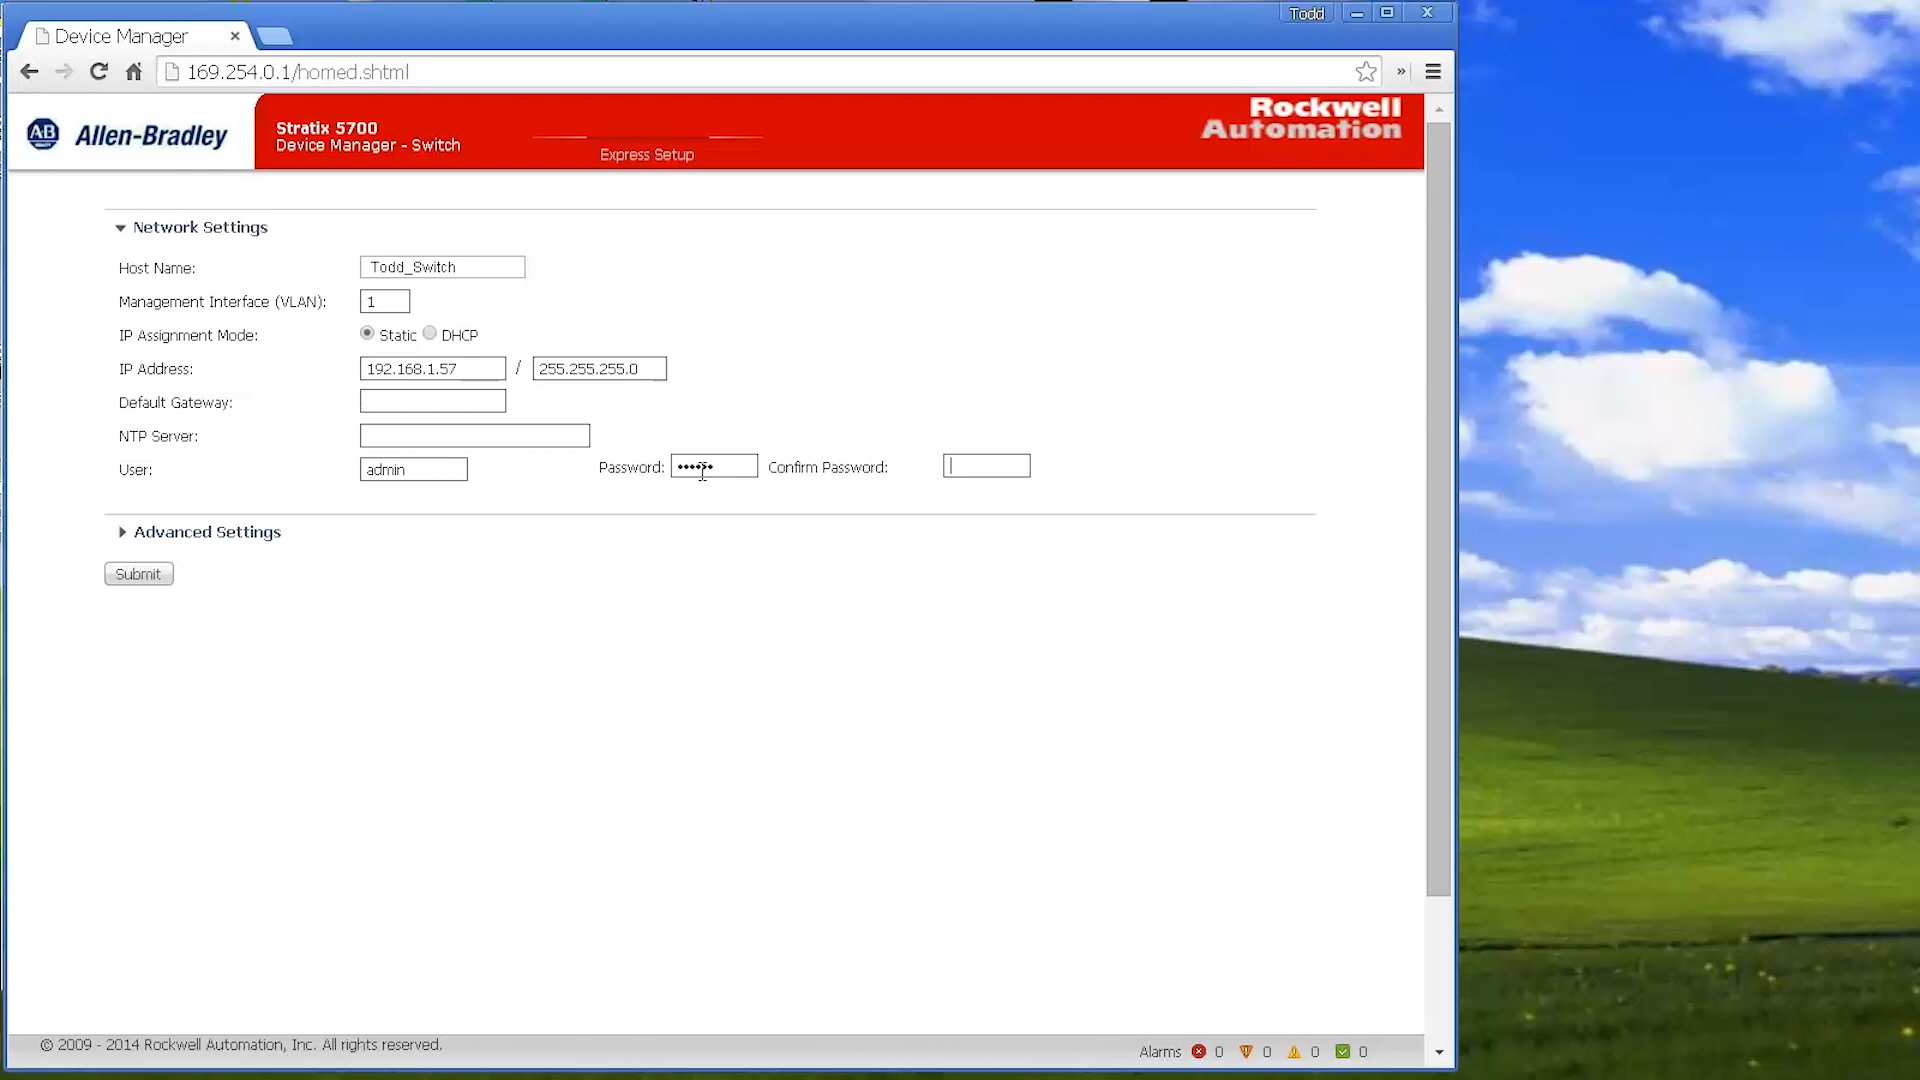 Todd
Device Manager
169.254.0.1/homed.shtml
AB
Allen-Bradley
Stratix 5700
Device Manager - Switch
Express Setup
Rockwell
Automation
Network Settings
Host Name: Todd_Switch
Management Interface (VLAN): 1
IP Assignment Mode: Static DHCP
IP Address: 192.168.1.57 / 255.255.255.0
Default Gateway:
NTP Server:
User: admin Password: •••••• Confirm Password:
Advanced Settings
Submit
© 2009 - 2014 Rockwell Automation, Inc. All rights reserved.
Alarms 0 0 0 0